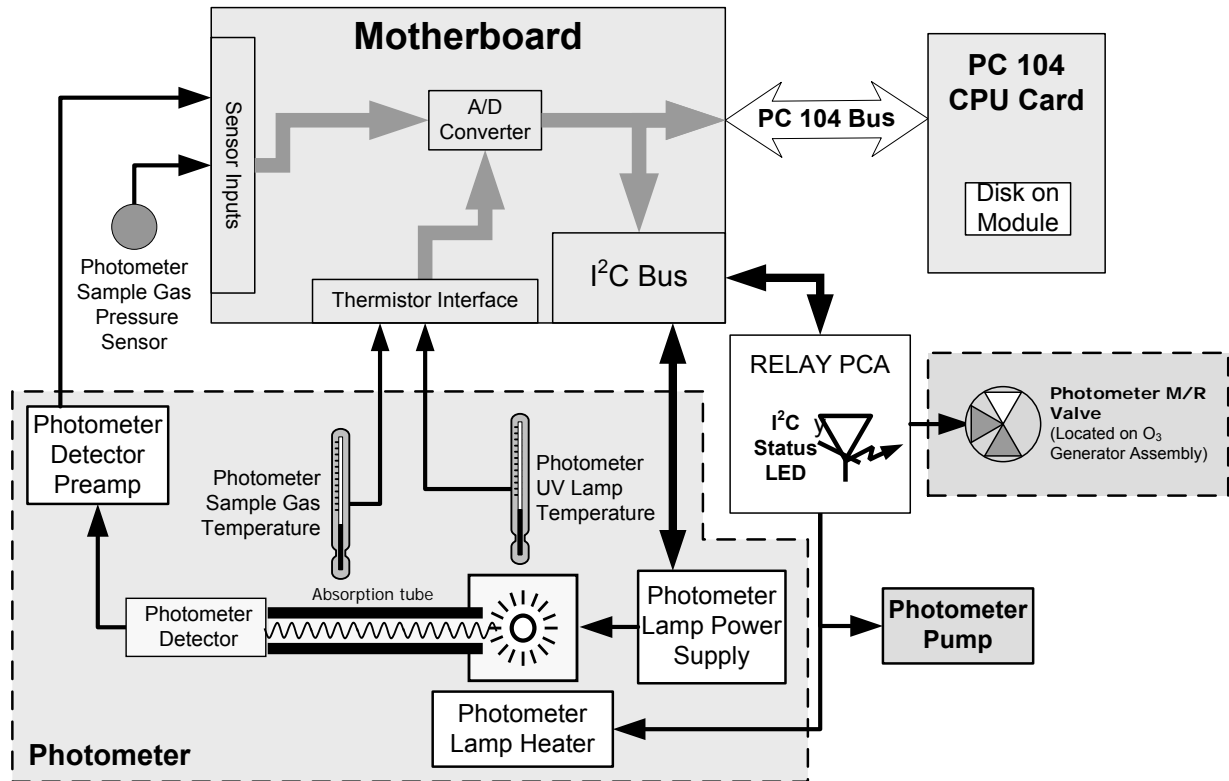 Motherboard
Sensor Inputs
A/D
Converter
PC 104 Bus
PC 104
CPU Card
Disk on
Module
Photometer
Sample Gas
Pressure
Sensor
Thermistor Interface
I²C Bus
RELAY PCA
I²C
y
Status
LED
Photometer M/R
Valve
(Located on O₃
Generator Assembly)
Photometer
Detector
Preamp
Photometer
Sample Gas
Temperature
Photometer
UV Lamp
Temperature
Absorption tube
Photometer
Detector
Photometer
Lamp Power
Supply
Photometer
Pump
Photometer
Lamp Heater
Photometer